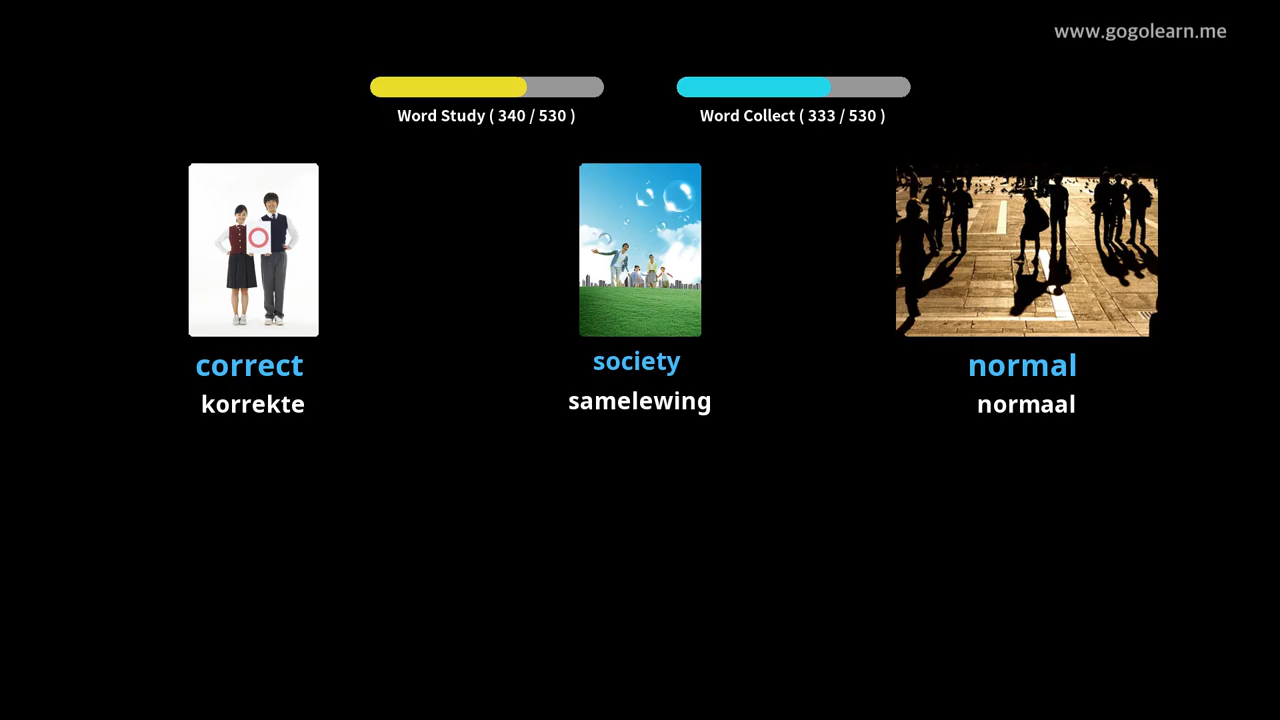 www.gogolearn.me
Word Study ( 340 / 530 )
Word Collect ( 333 / 530 )
correct
korrekte
society
samelewing
normal
normaal